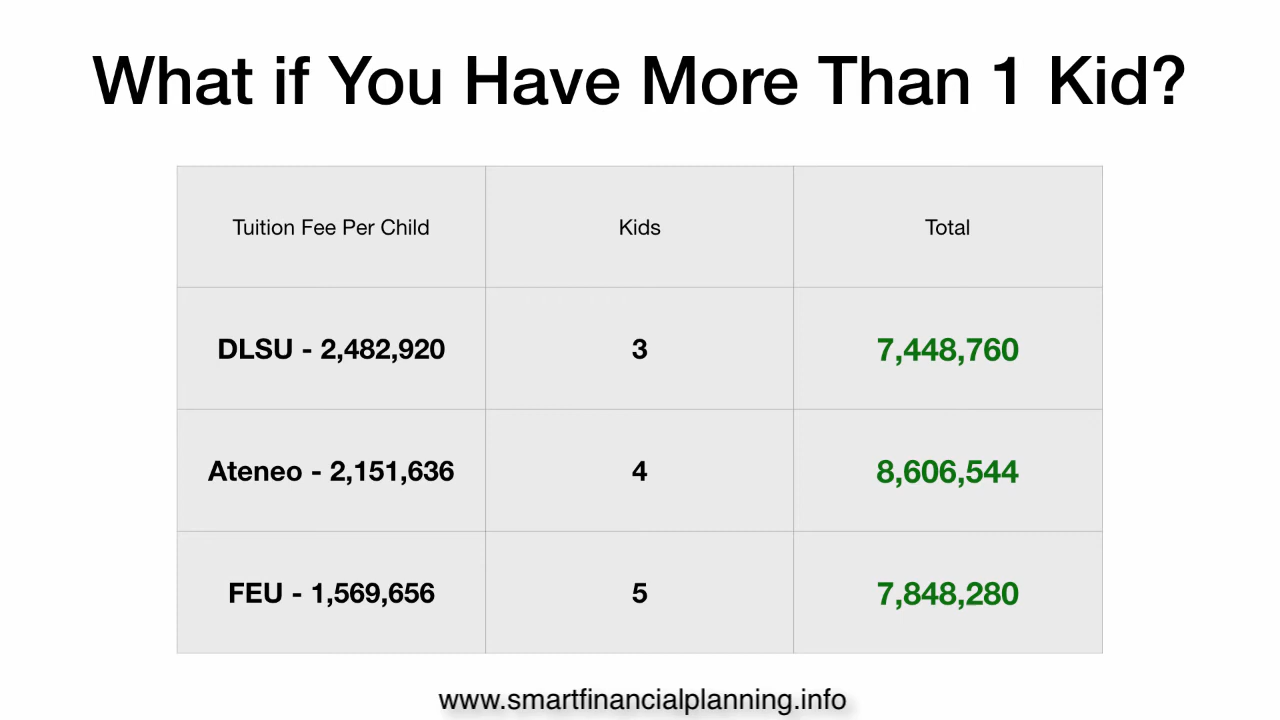 What if You Have More Than 1 Kid?
Tuition Fee Per Child Kids Total
DLSU - 2,482,920 3 7,448,760
Ateneo - 2,151,636 4 8,606,544
FEU - 1,569,656 5 7,848,280
www.smartfinancialplanning.info